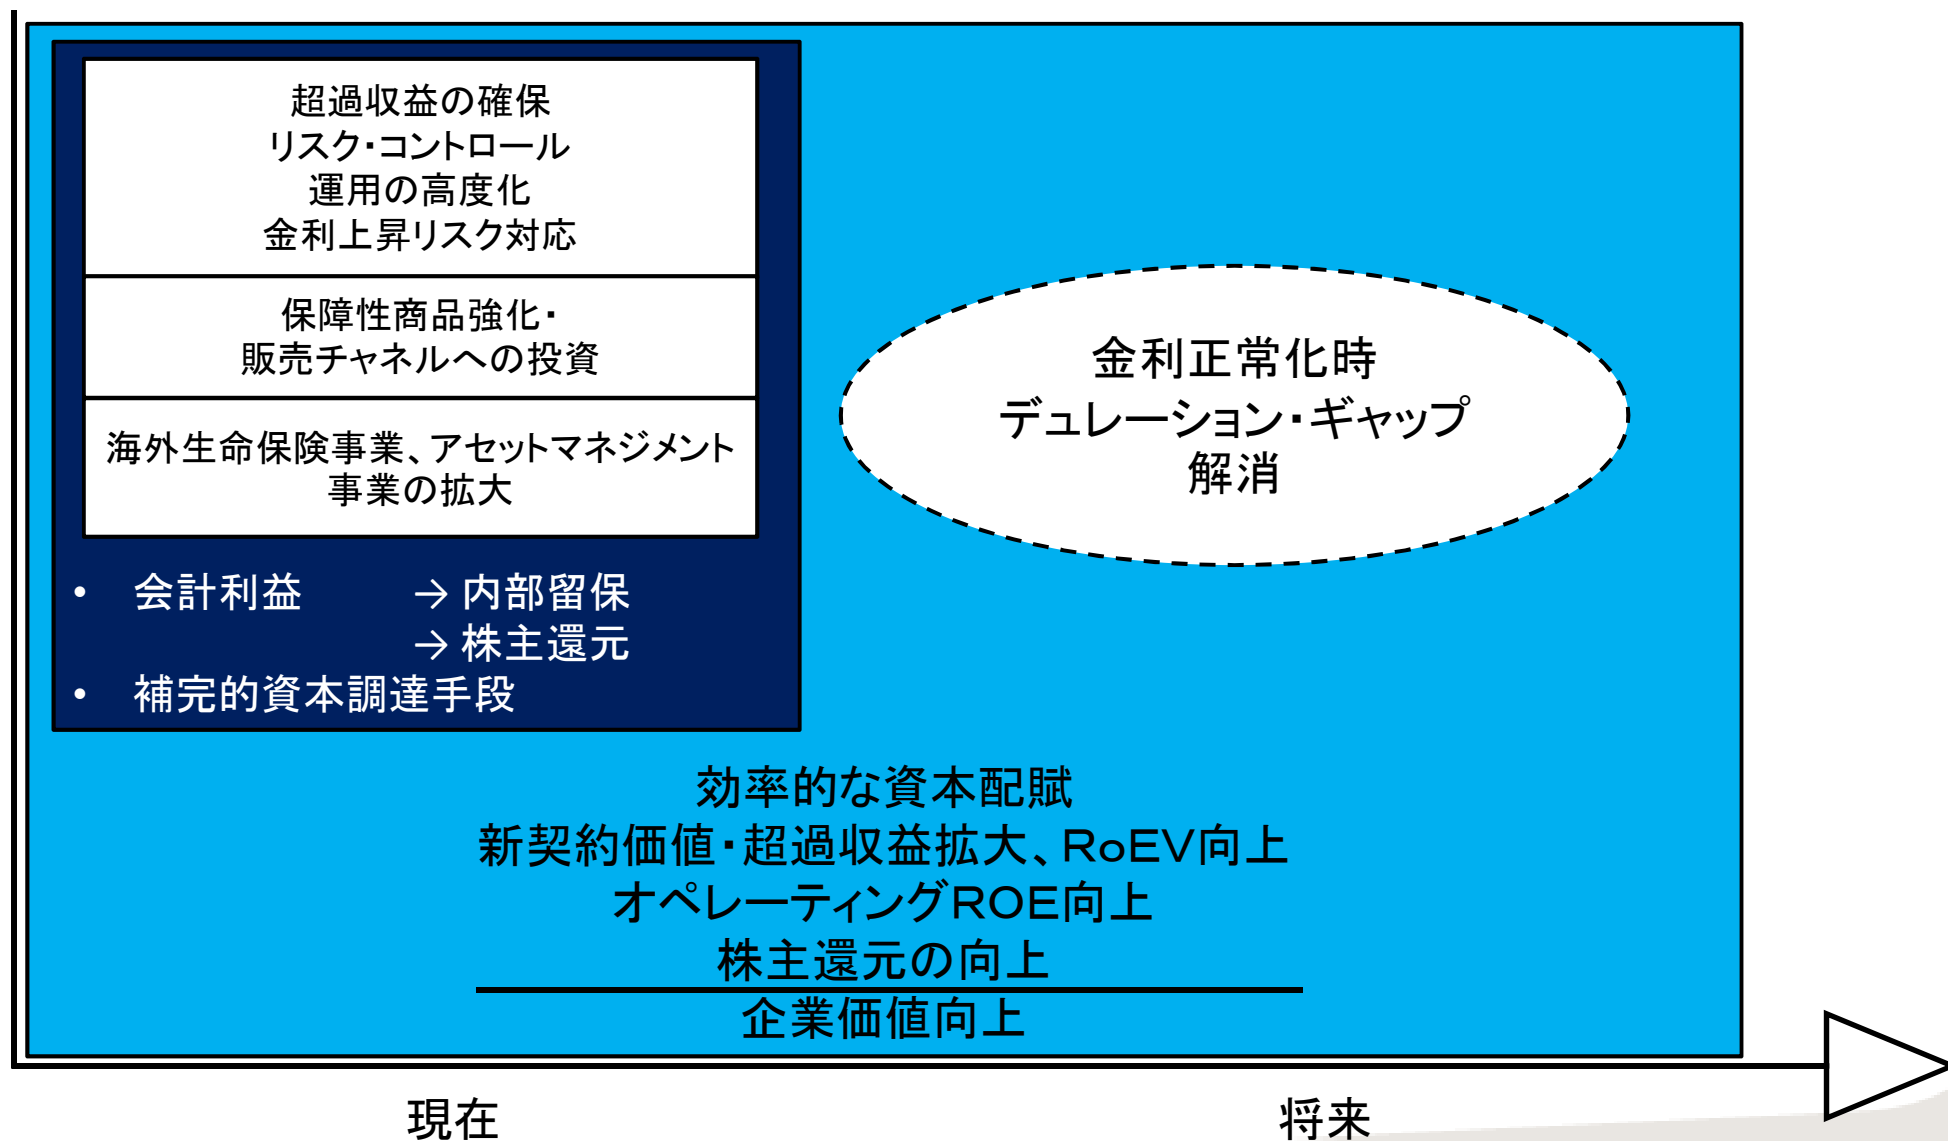 超過収益の確保
リスク・コントロール
運用の高度化
金利上昇リスク対応
保障性商品強化・
販売チャネルへの投資
海外生命保険事業、アセットマネジメント
事業の拡大
• 会計利益 → 内部留保
→ 株主還元
• 補完的資本調達手段
金利正常化時
デュレーション・ギャップ
解消
効率的な資本配賦
新契約価値・超過収益拡大、RoEV向上
オペレーティングROE向上
株主還元の向上
企業価値向上
現在 将来